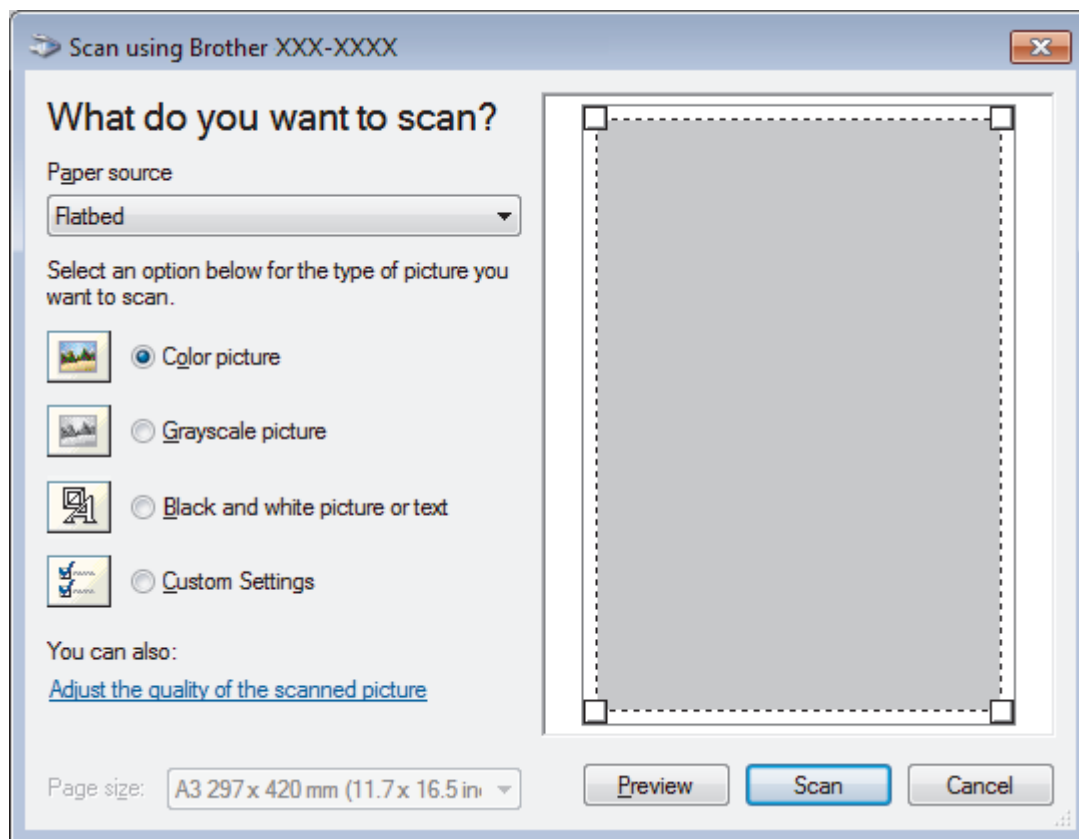 Scan using Brother XXX-XXXX
What do you want to scan?
Paper source
Flatbed
Select an option below for the type of picture you
want to scan.
Color picture
Grayscale picture
Black and white picture or text
Custom Settings
You can also:
Adjust the quality of the scanned picture
Page size: A3 297 x 420 mm (11.7 x 16.5 in
Preview Scan Cancel